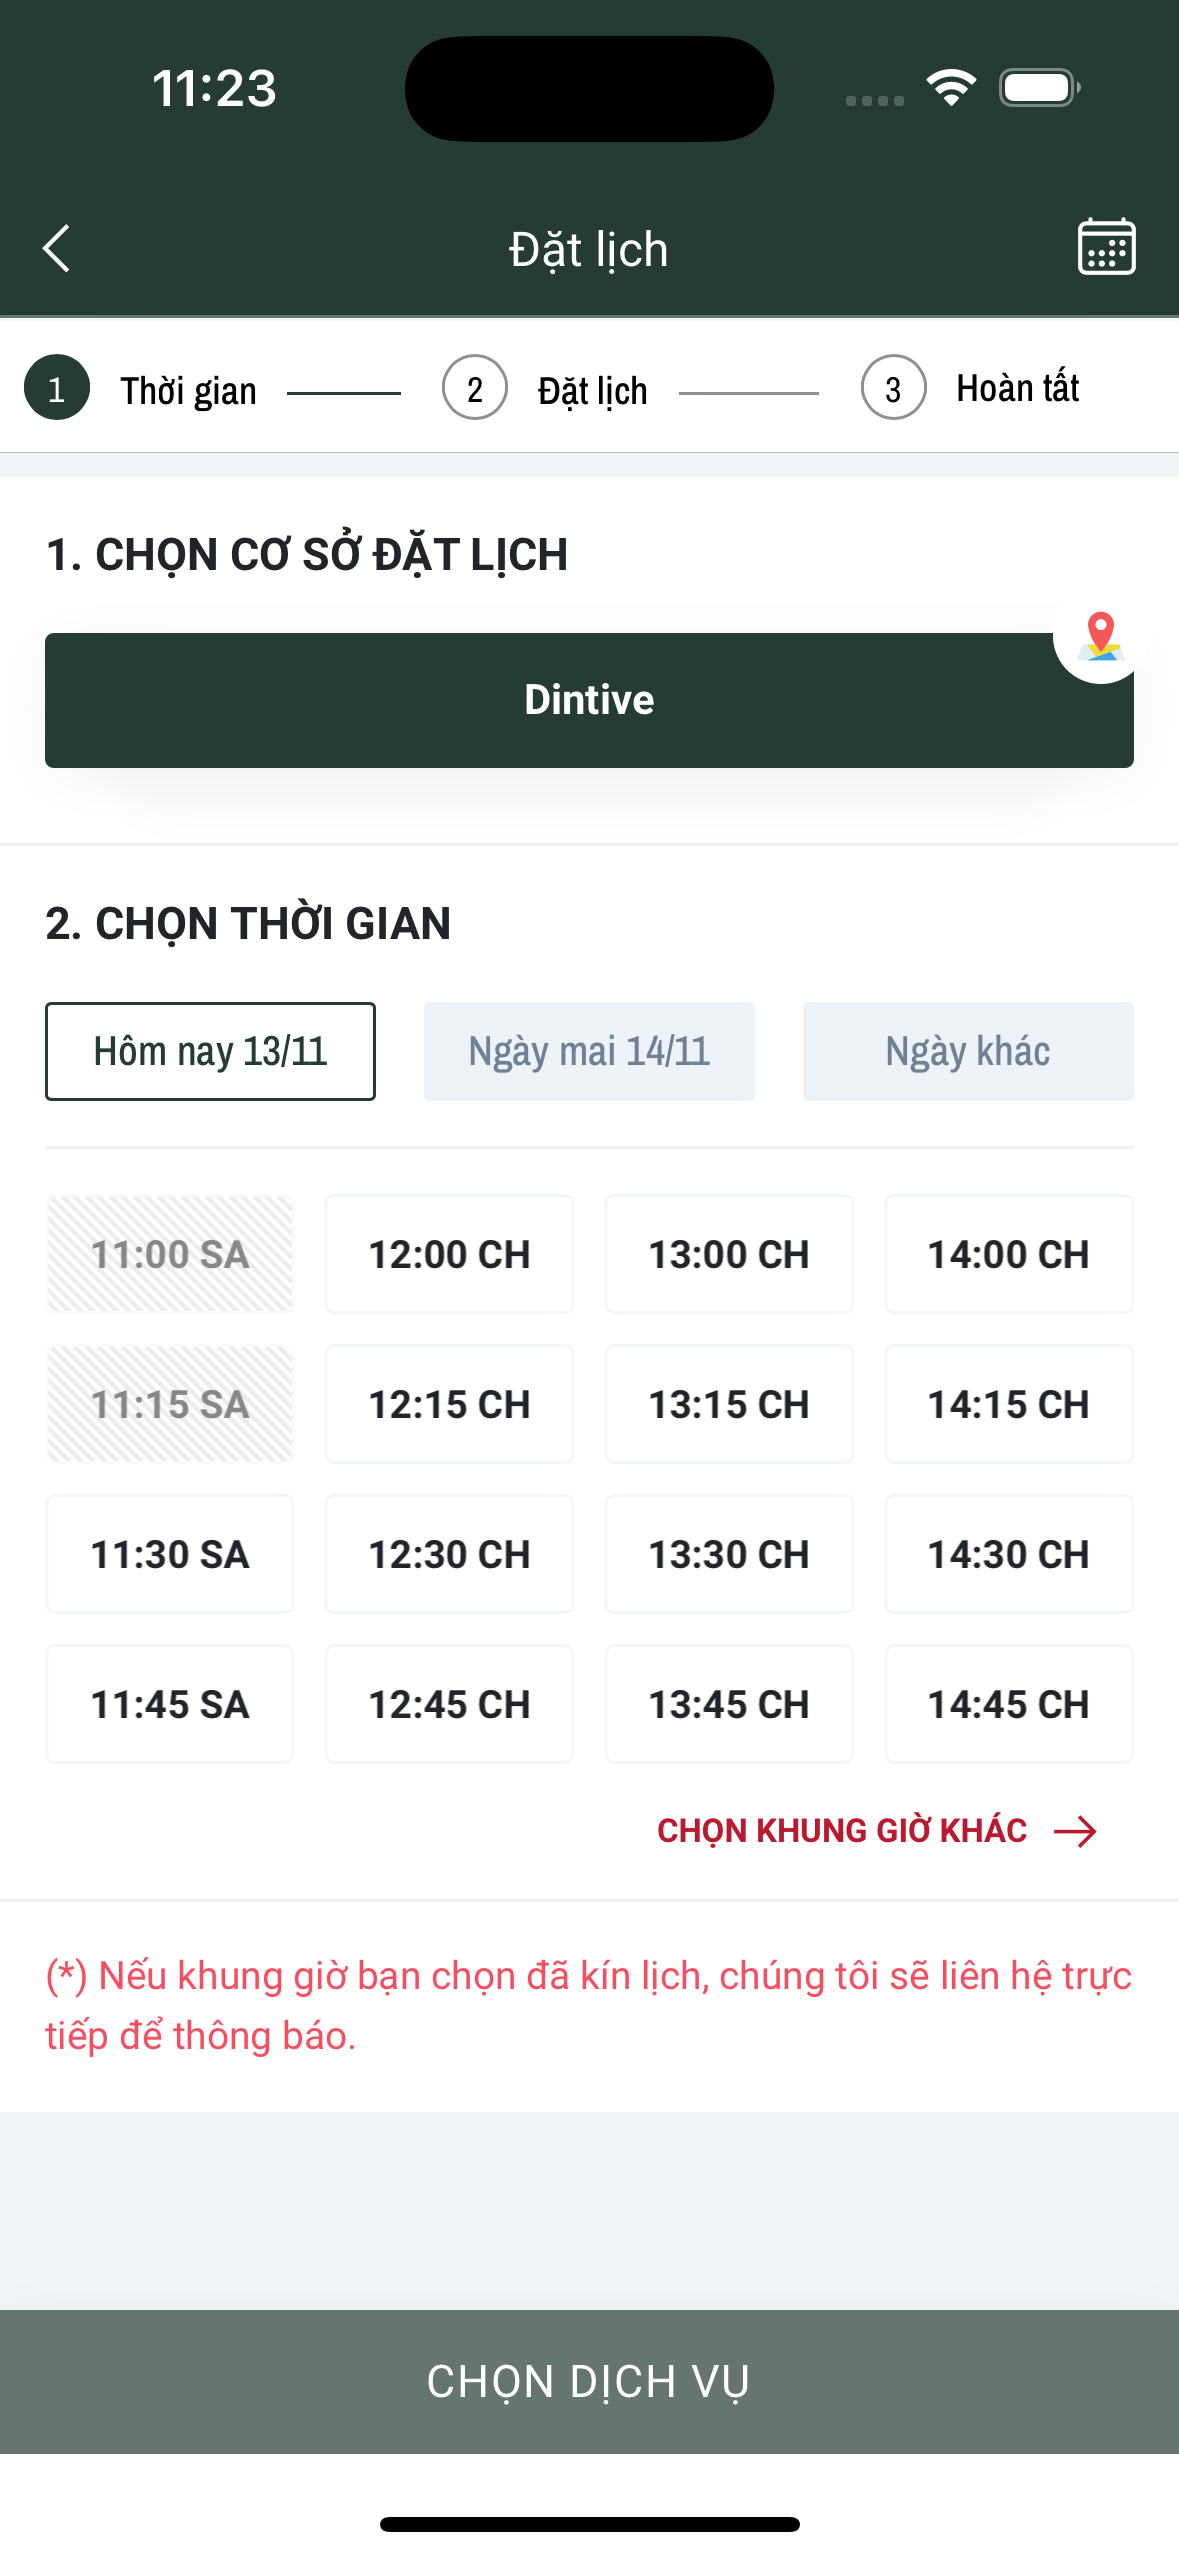 11:23
Đặt lịch
1 Thời gian 2 Đặt lịch 3 Hoàn tất
1. CHỌN CƠ SỞ ĐẶT LỊCH
Dintive
2. CHỌN THỜI GIAN
Hôm nay 13/11 Ngày mai 14/11 Ngày khác
11:00 SA 12:00 CH 13:00 CH 14:00 CH
11:15 SA 12:15 CH 13:15 CH 14:15 CH
11:30 SA 12:30 CH 13:30 CH 14:30 CH
11:45 SA 12:45 CH 13:45 CH 14:45 CH
CHỌN KHUNG GIỜ KHÁC
(*) Nếu khung giờ bạn chọn đã kín lịch, chúng tôi sẽ liên hệ trực
tiếp để thông báo.
CHỌN DỊCH VỤ